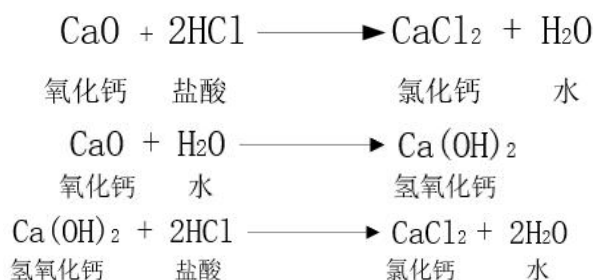 CaO + 2HCl → CaCl₂ + H₂O
氧化钙 盐酸 氯化钙 水
CaO + H₂O → Ca(OH)₂
氧化钙 水 氢氧化钙
Ca(OH)₂ + 2HCl → CaCl₂ + 2H₂O
氢氧化钙 盐酸 氯化钙 水